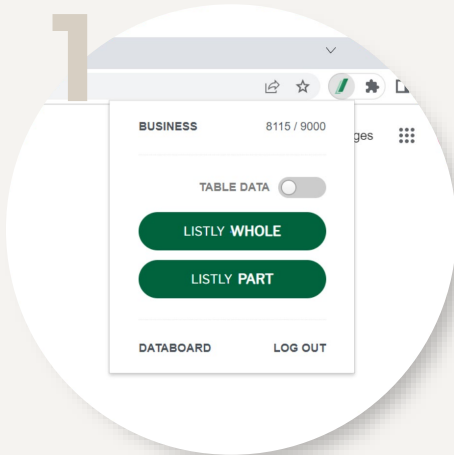 1
BUSINESS 8115 / 9000
ges
TABLE DATA
LISTLY WHOLE
LISTLY PART
DATABOARD LOG OUT